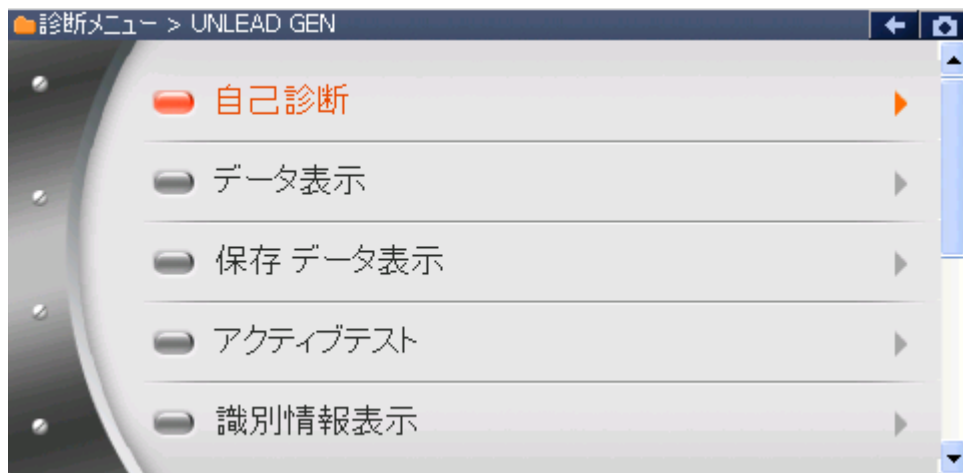 診断メニュー > UNLEAD GEN
自己診断
データ表示
保存 データ表示
アクティブテスト
識別情報表示